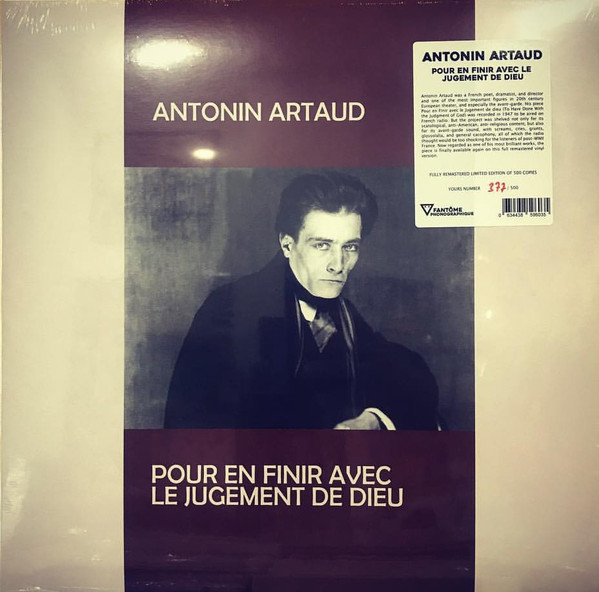 ANTONIN ARTAUD
POUR EN FINIR AVEC
LE JUGEMENT DE DIEU
ANTONIN ARTAUD
POUR EN FINIR AVEC LE
JUGEMENT DE DIEU
Antonin Artaud was a French poet, dramatist, and director
and one of the most important figures in 20th century
European theater, and especially the avant-garde. His piece
Pour en Finir avec le Jugement de Dieu (To Have Done With
the Judgment of God) was recorded in 1947 to be aired on
French radio. But the project was shelved not only for its
scatological, anti-American, anti-religious content, but also
for its avant-garde sound, with screams, cries, grunts,
glossolalia, and general cacophony, all of which the radio
thought would be too shocking for the listeners of post-WWII
France. Now regarded as one of his most brilliant works, the
piece is finally available again on this full remastered vinyl
version.
FULLY REMASTERED LIMITED EDITION OF 500 COPIES
YOURS NUMBER 377/500
FANTÔME
PHONOGRAPHIQUE
0 634438 598035